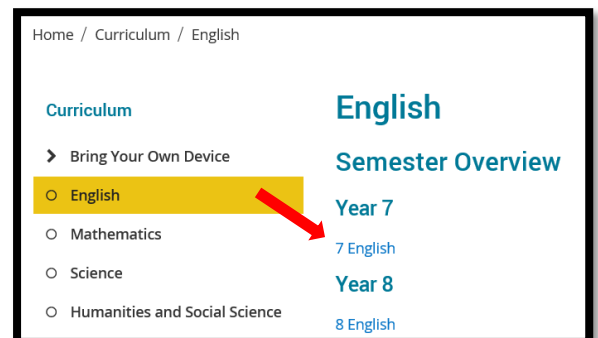 Home / Curriculum / English
Curriculum
Bring Your Own Device
English
Mathematics
Science
Humanities and Social Science
English
Semester Overview
Year 7
7 English
Year 8
8 English